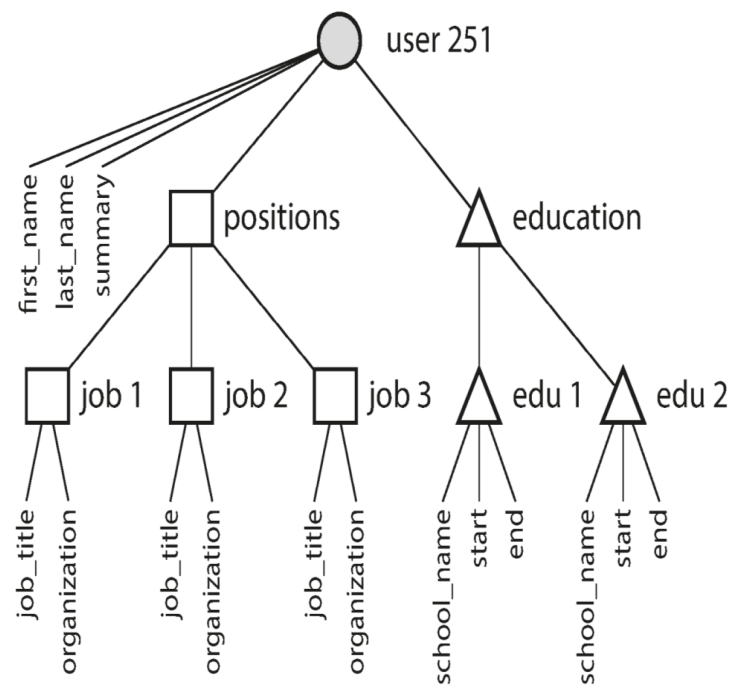 user 251
first_name
last_name
summary
positions
education
job 1
job 2
job 3
edu 1
edu 2
job_title
organization
job_title
organization
job_title
organization
school_name
start
end
school_name
start
end